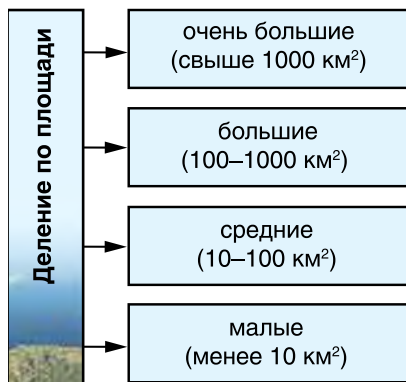 Деление по площади
очень большие
(свыше 1000 км²)
большие
(100–1000 км²)
средние
(10–100 км²)
малые
(менее 10 км²)